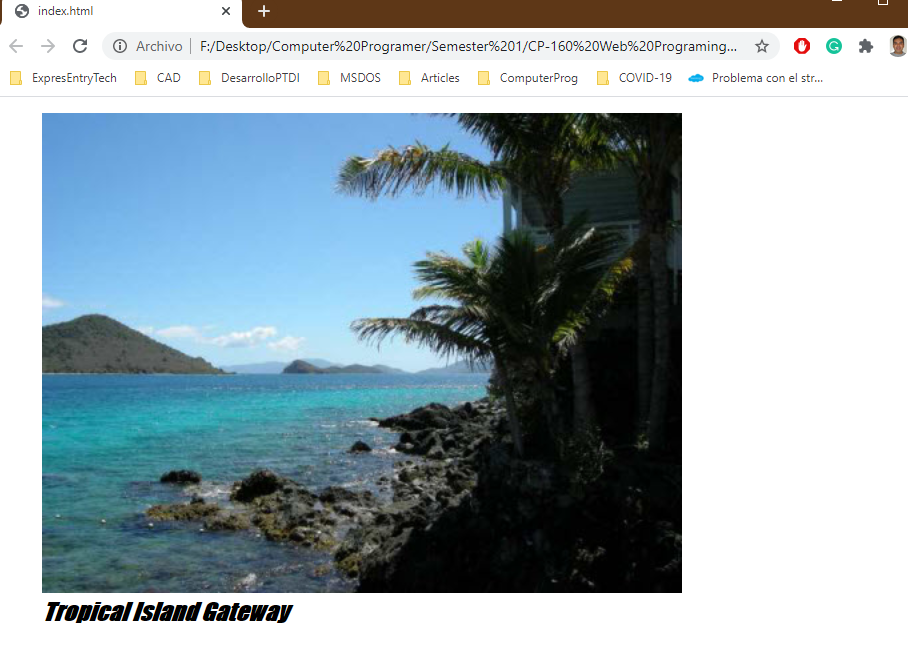 index.html
Archivo | F:/Desktop/Computer%20Programer/Semester%201/CP-160%20Web%20Programing...
ExpresEntryTech CAD DesarrolloPTDI MSDOS Articles ComputerProg COVID-19 Problema con el str...
Tropical Island Gateway